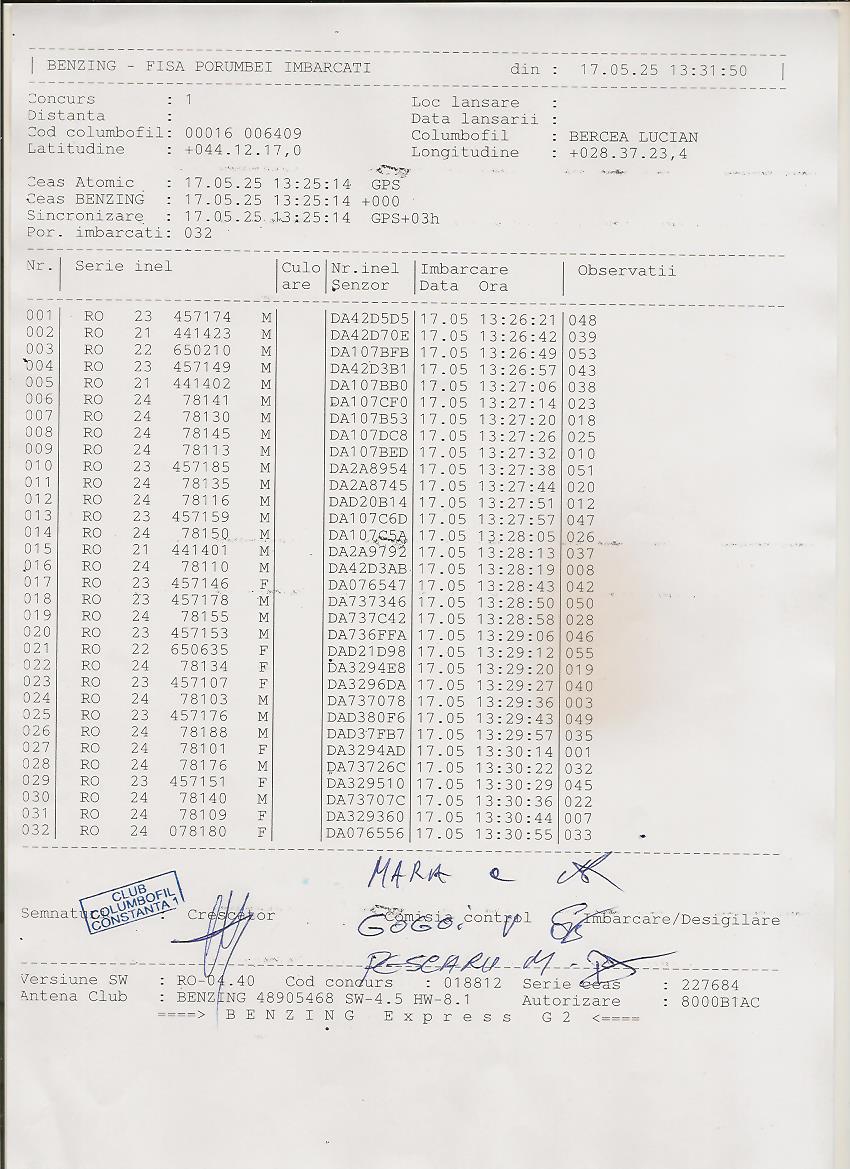 | BENZING - FISA PORUMBEI IMBARCATI din : 17.05.25 13:31:50 |
Concurs : 1 Loc lansare :
Distanta : Data lansarii :
Cod columbofil: 00016 006409 Columbofil : BERCEA LUCIAN
Latitudine : +044.12.17,0 Longitudine : +028.37.23,4
Ceas Atomic : 17.05.25 13:25:14 GPS
Ceas BENZING : 17.05.25 13:25:14 +000
Sincronizare : 17.05.25 13:25:14 GPS+03h
Por. imbarcati: 032
Nr.| Serie inel |Culo|Nr.inel |Imbarcare | Observatii
|are |Senzor |Data Ora |
001| RO 23 457174 M| |DA42D5D5|17.05 13:26:21|048
002| RO 21 441423 M| |DA42D70E|17.05 13:26:42|039
003| RO 22 650210 M| |DA107BFB|17.05 13:26:49|053
004| RO 23 457149 M| |DA42D3B1|17.05 13:26:57|043
005| RO 21 441402 M| |DA107BB0|17.05 13:27:06|038
006| RO 24 78141 M| |DA107CF0|17.05 13:27:14|023
007| RO 24 78130 M| |DA107B53|17.05 13:27:20|018
008| RO 24 78145 M| |DA107DC8|17.05 13:27:26|025
009| RO 24 78113 M| |DA107BED|17.05 13:27:32|010
010| RO 23 457185 M| |DA2A8954|17.05 13:27:38|051
011| RO 24 78135 M| |DA2A8745|17.05 13:27:44|020
012| RO 24 78116 M| |DAD20B14|17.05 13:27:51|012
013| RO 23 457159 M| |DA107C6D|17.05 13:27:57|047
014| RO 24 78150 M| |DA107C5A|17.05 13:28:05|026
015| RO 21 441401 M| |DA2A9792|17.05 13:28:13|037
016| RO 24 78110 M| |DA42D3AB|17.05 13:28:19|008
017| RO 23 457146 F| |DA076547|17.05 13:28:43|042
018| RO 23 457178 M| |DA737346|17.05 13:28:50|050
019| RO 24 78155 M| |DA737C42|17.05 13:28:58|028
020| RO 23 457153 M| |DA736FFA|17.05 13:29:06|046
021| RO 22 650635 F| |DAD21D98|17.05 13:29:12|055
022| RO 24 78134 F| |DA3294E8|17.05 13:29:20|019
023| RO 23 457107 F| |DA3296DA|17.05 13:29:27|040
024| RO 24 78103 M| |DA737078|17.05 13:29:36|003
025| RO 23 457176 M| |DAD380F6|17.05 13:29:43|049
026| RO 24 78188 M| |DAD37FB7|17.05 13:29:57|035
027| RO 24 78101 F| |DA3294AD|17.05 13:30:14|001
028| RO 24 78176 M| |DA73726C|17.05 13:30:22|032
029| RO 23 457151 F| |DA329510|17.05 13:30:29|045
030| RO 24 78140 M| |DA73707C|17.05 13:30:36|022
031| RO 24 78109 F| |DA329360|17.05 13:30:44|007
032| RO 24 078180 F| |DA076556|17.05 13:30:55|033
MARA
CLUB
COLUMBOFIL
CONSTANTA 1
: Crescator Comisia control Imbarcare/Desigilare
GOGO
PESCARU M
Versiune SW : RO-04.40 Cod concurs : 018812 Serie ceas : 227684
Antena Club : BENZING 48905468 SW-4.5 HW-8.1 Autorizare : 8000B1AC
====> B E N Z I N G E x p r e s s G 2 <====